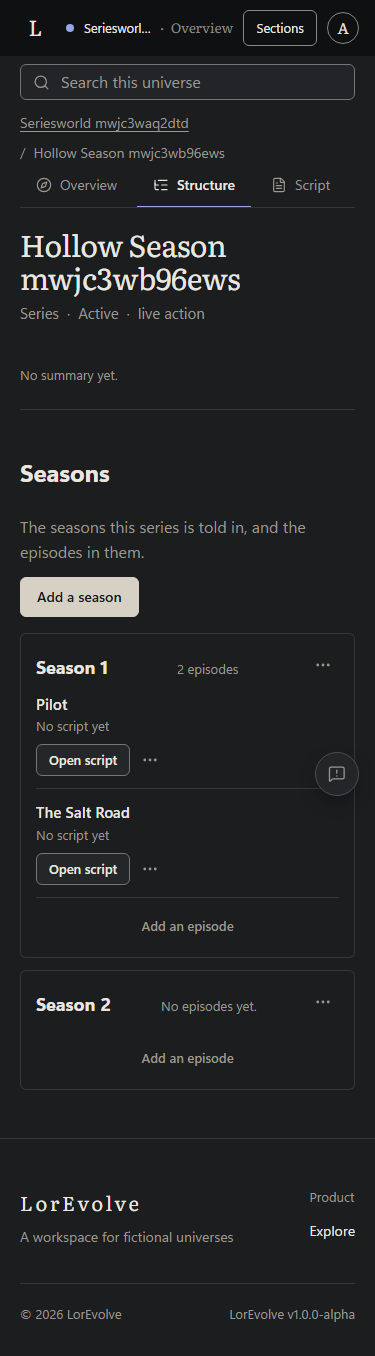 L
Seriesworl... · Overview
Sections
A
Search this universe
Seriesworld mwjc3waq2dtd
/ Hollow Season mwjc3wb96ews
Overview
Structure
Script
Hollow Season
mwjc3wb96ews
Series · Active · live action
No summary yet.
Seasons
The seasons this series is told in, and the
episodes in them.
Add a season
Season 1
2 episodes
Pilot
No script yet
Open script
The Salt Road
No script yet
Open script
Add an episode
Season 2
No episodes yet.
Add an episode
LorEvolve
A workspace for fictional universes
Product
Explore
© 2026 LorEvolve
LorEvolve v1.0.0-alpha